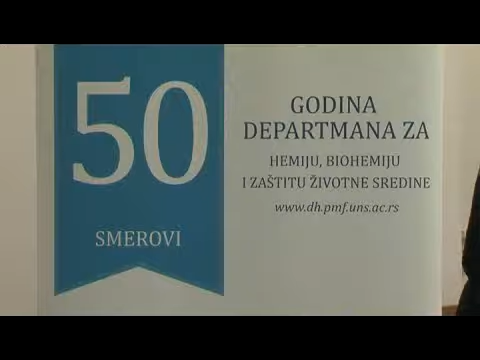 50
SMEROVI
GODINA
DEPARTMANA ZA
HEMIJU, BIOHEMIJU
I ZAŠTITU ŽIVOTNE SREDINE
www.dh.pmf.uns.ac.rs